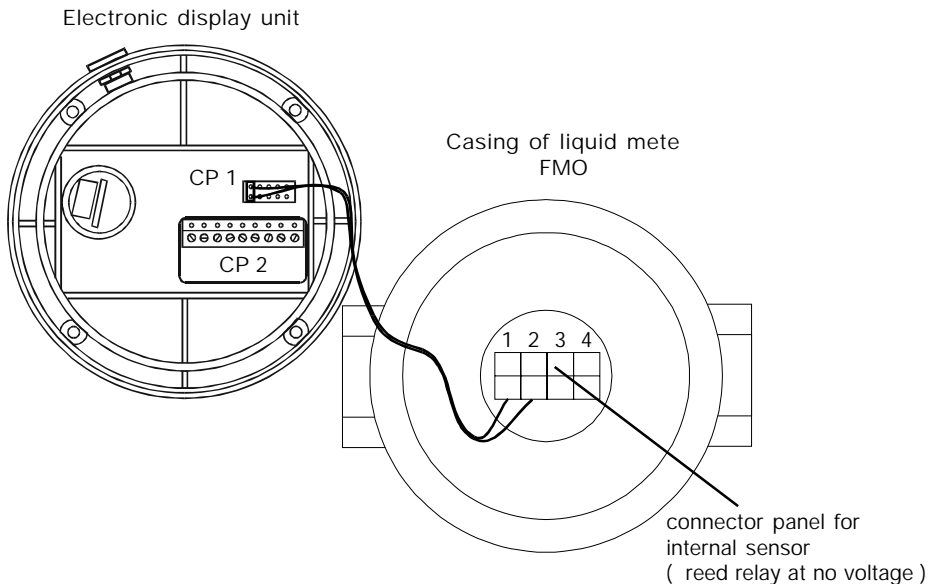 Electronic display unit
Casing of liquid mete
FMO
CP 1
CP 2
1 2 3 4
connector panel for
internal sensor
( reed relay at no voltage )